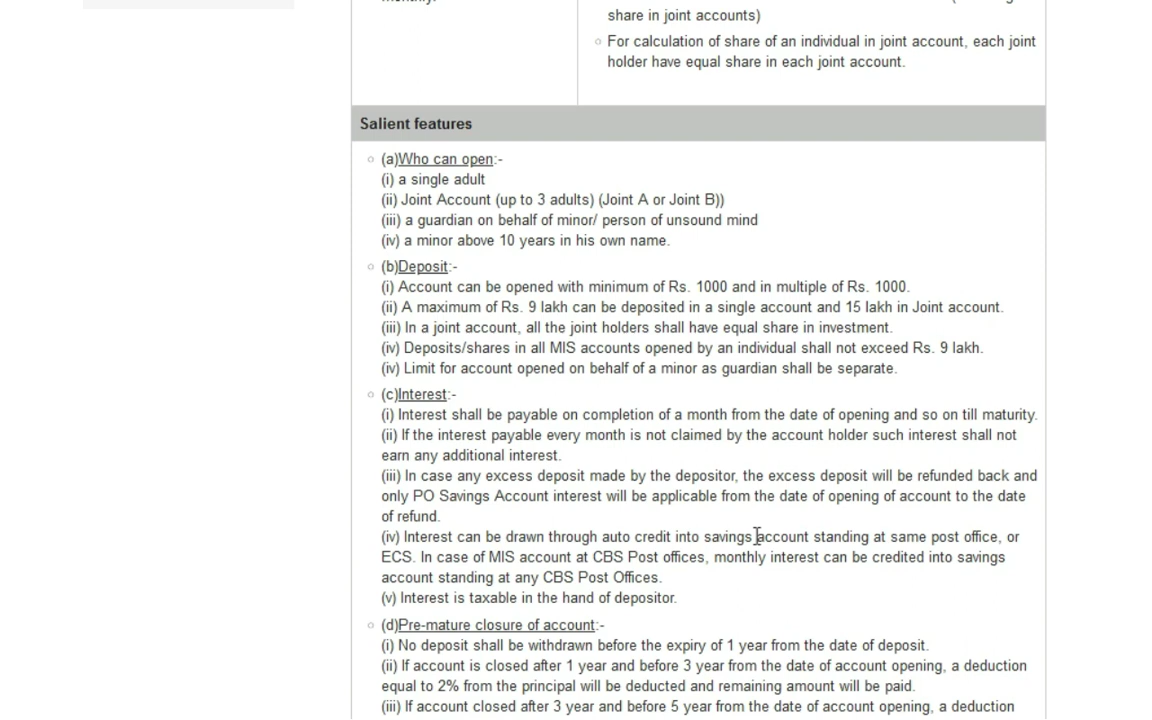 share in joint accounts)
For calculation of share of an individual in joint account, each joint
holder have equal share in each joint account.
Salient features
(a)Who can open:-
(i) a single adult
(ii) Joint Account (up to 3 adults) (Joint A or Joint B))
(iii) a guardian on behalf of minor/ person of unsound mind
(iv) a minor above 10 years in his own name.
(b)Deposit:-
(i) Account can be opened with minimum of Rs. 1000 and in multiple of Rs. 1000.
(ii) A maximum of Rs. 9 lakh can be deposited in a single account and 15 lakh in Joint account.
(iii) In a joint account, all the joint holders shall have equal share in investment.
(iv) Deposits/shares in all MIS accounts opened by an individual shall not exceed Rs. 9 lakh.
(iv) Limit for account opened on behalf of a minor as guardian shall be separate.
(c)Interest:-
(i) Interest shall be payable on completion of a month from the date of opening and so on till maturity.
(ii) If the interest payable every month is not claimed by the account holder such interest shall not
earn any additional interest.
(iii) In case any excess deposit made by the depositor, the excess deposit will be refunded back and
only PO Savings Account interest will be applicable from the date of opening of account to the date
of refund.
(iv) Interest can be drawn through auto credit into savings account standing at same post office, or
ECS. In case of MIS account at CBS Post offices, monthly interest can be credited into savings
account standing at any CBS Post Offices.
(v) Interest is taxable in the hand of depositor.
(d)Pre-mature closure of account:-
(i) No deposit shall be withdrawn before the expiry of 1 year from the date of deposit.
(ii) If account is closed after 1 year and before 3 year from the date of account opening, a deduction
equal to 2% from the principal will be deducted and remaining amount will be paid.
(iii) If account closed after 3 year and before 5 year from the date of account opening, a deduction